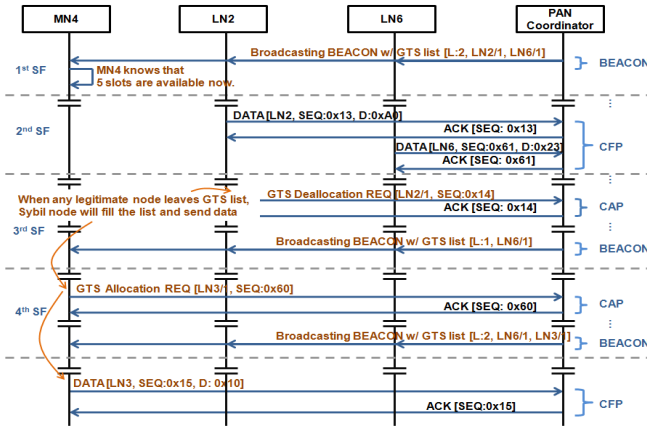 MN4
LN2
LN6
PAN
Coordinator
Broadcasting BEACON w/ GTS list [L:2, LN2/1, LN6/1]
1st SF
MN4 knows that
5 slots are available now.
BEACON
...
2nd SF
DATA[LN2, SEQ:0x13, D:0xA0]
ACK [SEQ: 0x13]
DATA[LN6, SEQ:0x61, D:0x23]
ACK [SEQ: 0x61]
CFP
...
When any legitimate node leaves GTS list,
Sybil node will fill the list and send data
3rd SF
GTS Deallocation REQ [LN2/1, SEQ:0x14]
ACK [SEQ: 0x14]
CAP
...
Broadcasting BEACON w/ GTS list [L:1, LN6/1]
BEACON
GTS Allocation REQ [LN3/1, SEQ:0x60]
ACK [SEQ: 0x60]
CAP
4th SF
...
Broadcasting BEACON w/ GTS list [L:2, LN6/1, LN3/1]
BEACON
DATA[LN3, SEQ:0x15, D: 0x10]
ACK [SEQ:0x15]
CFP